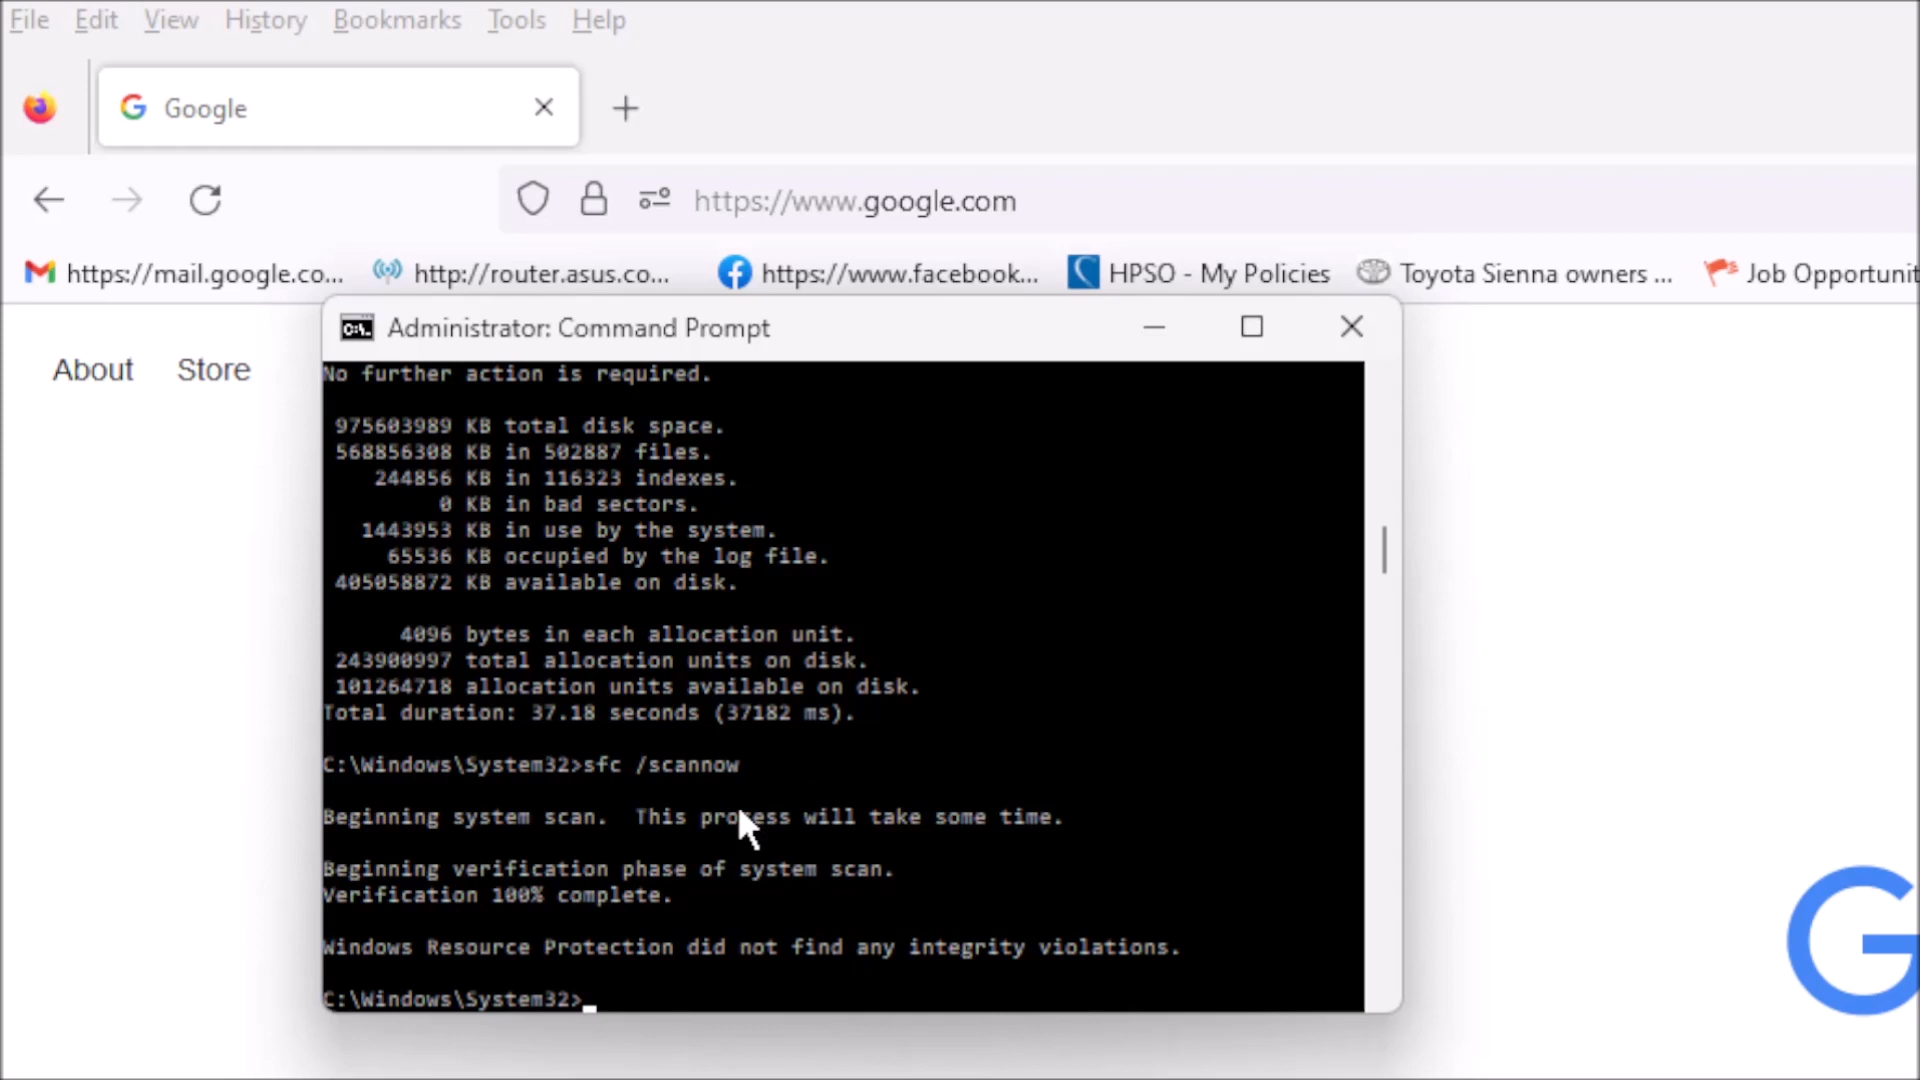 File Edit View History Bookmarks Tools Help
Google
https://www.google.com
https://mail.google.co... http://router.asus.co... https://www.facebook... HPSO - My Policies Toyota Sienna owners ... Job Opportunit
About Store
Administrator: Command Prompt
No further action is required.
975603989 KB total disk space.
568856308 KB in 502887 files.
244856 KB in 116323 indexes.
0 KB in bad sectors.
1443953 KB in use by the system.
65536 KB occupied by the log file.
405058872 KB available on disk.
4096 bytes in each allocation unit.
243900997 total allocation units on disk.
101264718 allocation units available on disk.
Total duration: 37.18 seconds (37182 ms).
C:\Windows\System32>sfc /scannow
Beginning system scan.  This process will take some time.
Beginning verification phase of system scan.
Verification 100% complete.
Windows Resource Protection did not find any integrity violations.
C:\Windows\System32>
G